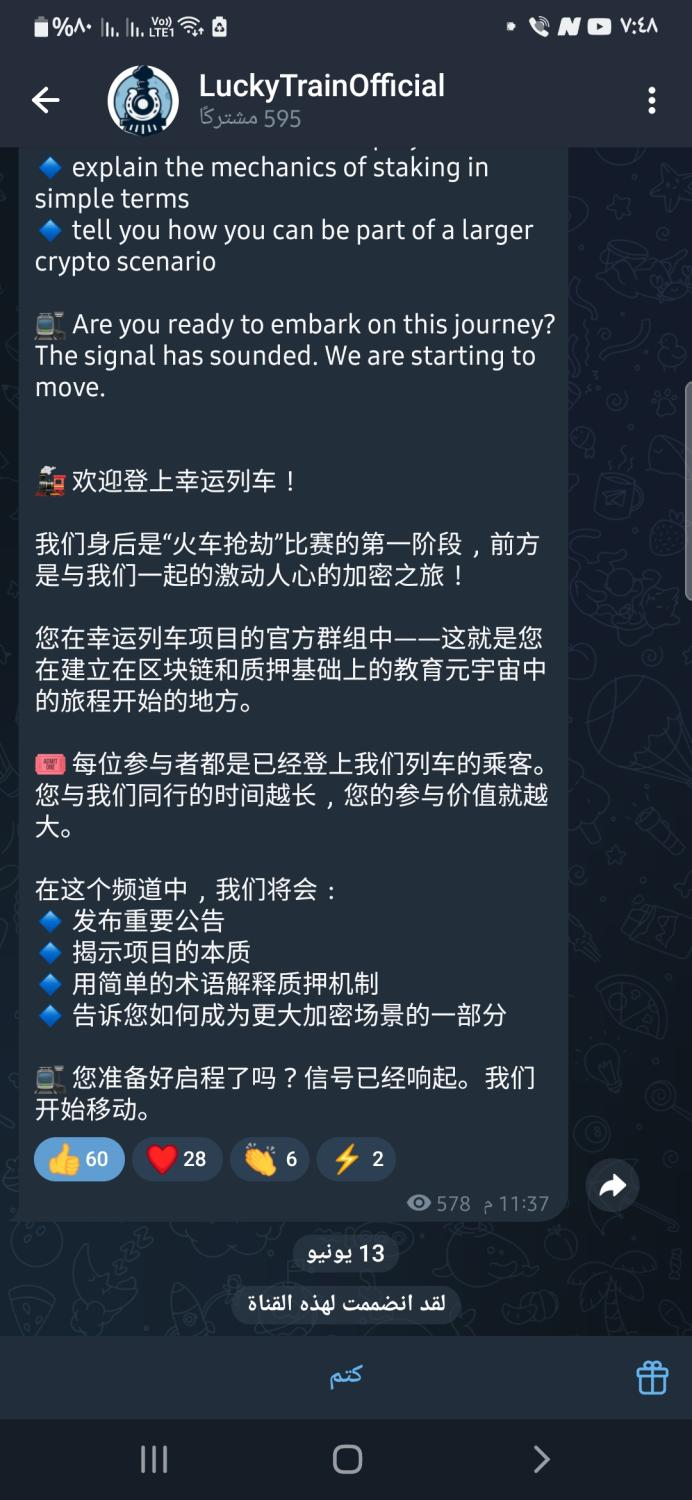 %٨٠ Vo) LTE1 ٧:٤٨
LuckyTrainOfficial
595 مشتركًا
🔹 explain the mechanics of staking in
simple terms
🔹 tell you how you can be part of a larger
crypto scenario
🚉 Are you ready to embark on this journey?
The signal has sounded. We are starting to
move.
🚂 欢迎登上幸运列车！
我们身后是“火车抢劫”比赛的第一阶段，前方
是与我们一起的激动人心的加密之旅！
您在幸运列车项目的官方群组中——这就是您
在建立在区块链和质押基础上的教育元宇宙中
的旅程开始的地方。
🎟 每位参与者都是已经登上我们列车的乘客。
您与我们同行的时间越长，您的参与价值就越
大。
在这个频道中，我们将会：
🔹 发布重要公告
🔹 揭示项目的本质
🔹 用简单的术语解释质押机制
🔹 告诉您如何成为更大加密场景的一部分
🚉 您准备好启程了吗？信号已经响起。我们
开始移动。
👍 60 ❤️ 28 👏 6 ⚡ 2
578 11:37 م
13 يونيو
لقد انضممت لهذه القناة
كتم